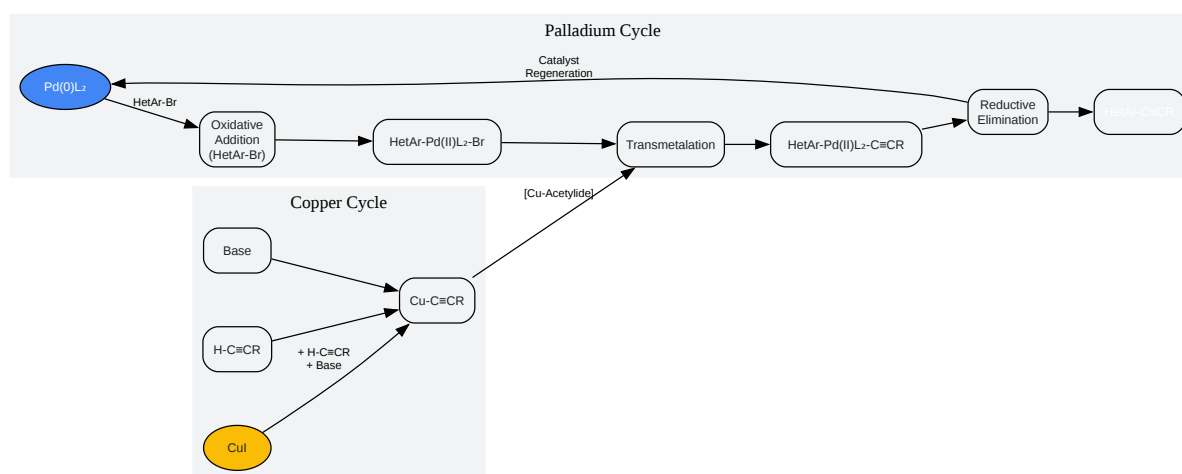 Palladium Cycle
Catalyst
Regeneration
Pd(0)L₂
HetAr-Br
Oxidative
Addition
(HetAr-Br)
HetAr-Pd(II)L₂-Br
Transmetalation
HetAr-Pd(II)L₂-C≡CR
Reductive
Elimination
HetAr-C≡CR
[Cu-Acetylide]
Copper Cycle
Base
Cu-C≡CR
H-C≡CR
+ H-C≡CR
+ Base
CuI